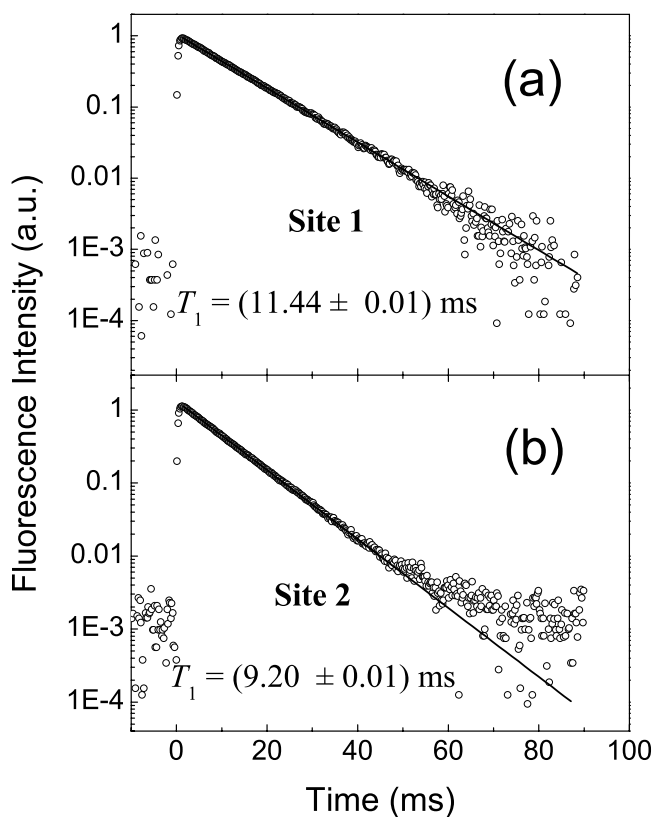 Fluorescence Intensity (a.u.)
1
0.1
0.01
1E-3
1E-4
(a)
Site 1
T1 = (11.44 ± 0.01) ms
1
0.1
0.01
1E-3
1E-4
(b)
Site 2
T1 = (9.20 ±0.01) ms
0 20 40 60 80 100
Time (ms)